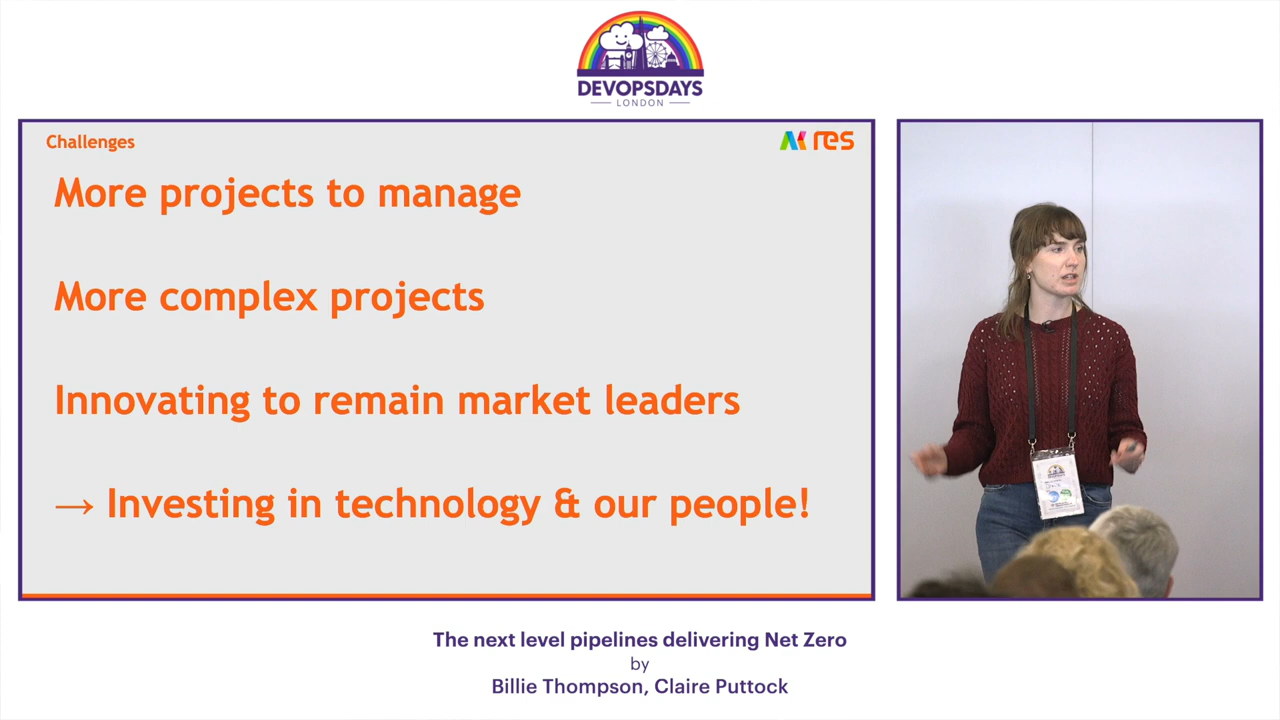 DEVOPSDAYS
LONDON
Challenges
res
More projects to manage
More complex projects
Innovating to remain market leaders
→ Investing in technology & our people!
The next level pipelines delivering Net Zero
by
Billie Thompson, Claire Puttock